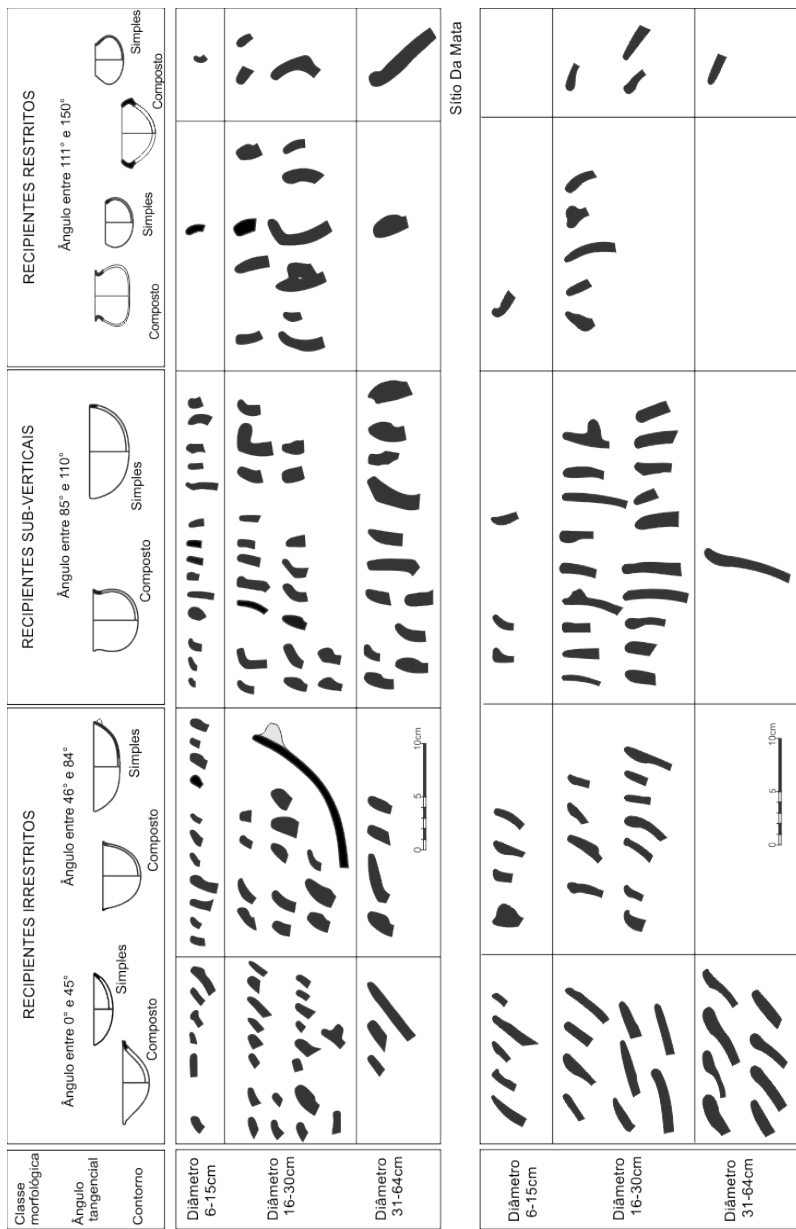 Classe
morfológica
Ângulo
tangencial
Contorno
RECIPIENTES IRRESTRITOS
Ângulo entre 0° e 45°
Composto
Simples
Ângulo entre 46° e 84°
Composto
Simples
RECIPIENTES SUB-VERTICAIS
Ângulo entre 85° e 110°
Composto
Simples
RECIPIENTES RESTRITOS
Ângulo entre 111° e 150°
Composto
Simples
Composto
Simples
Diâmetro
6-15cm
Diâmetro
16-30cm
Diâmetro
31-64cm
0
5
10cm
Sítio Da Mata
Diâmetro
6-15cm
Diâmetro
16-30cm
Diâmetro
31-64cm
0
5
10cm